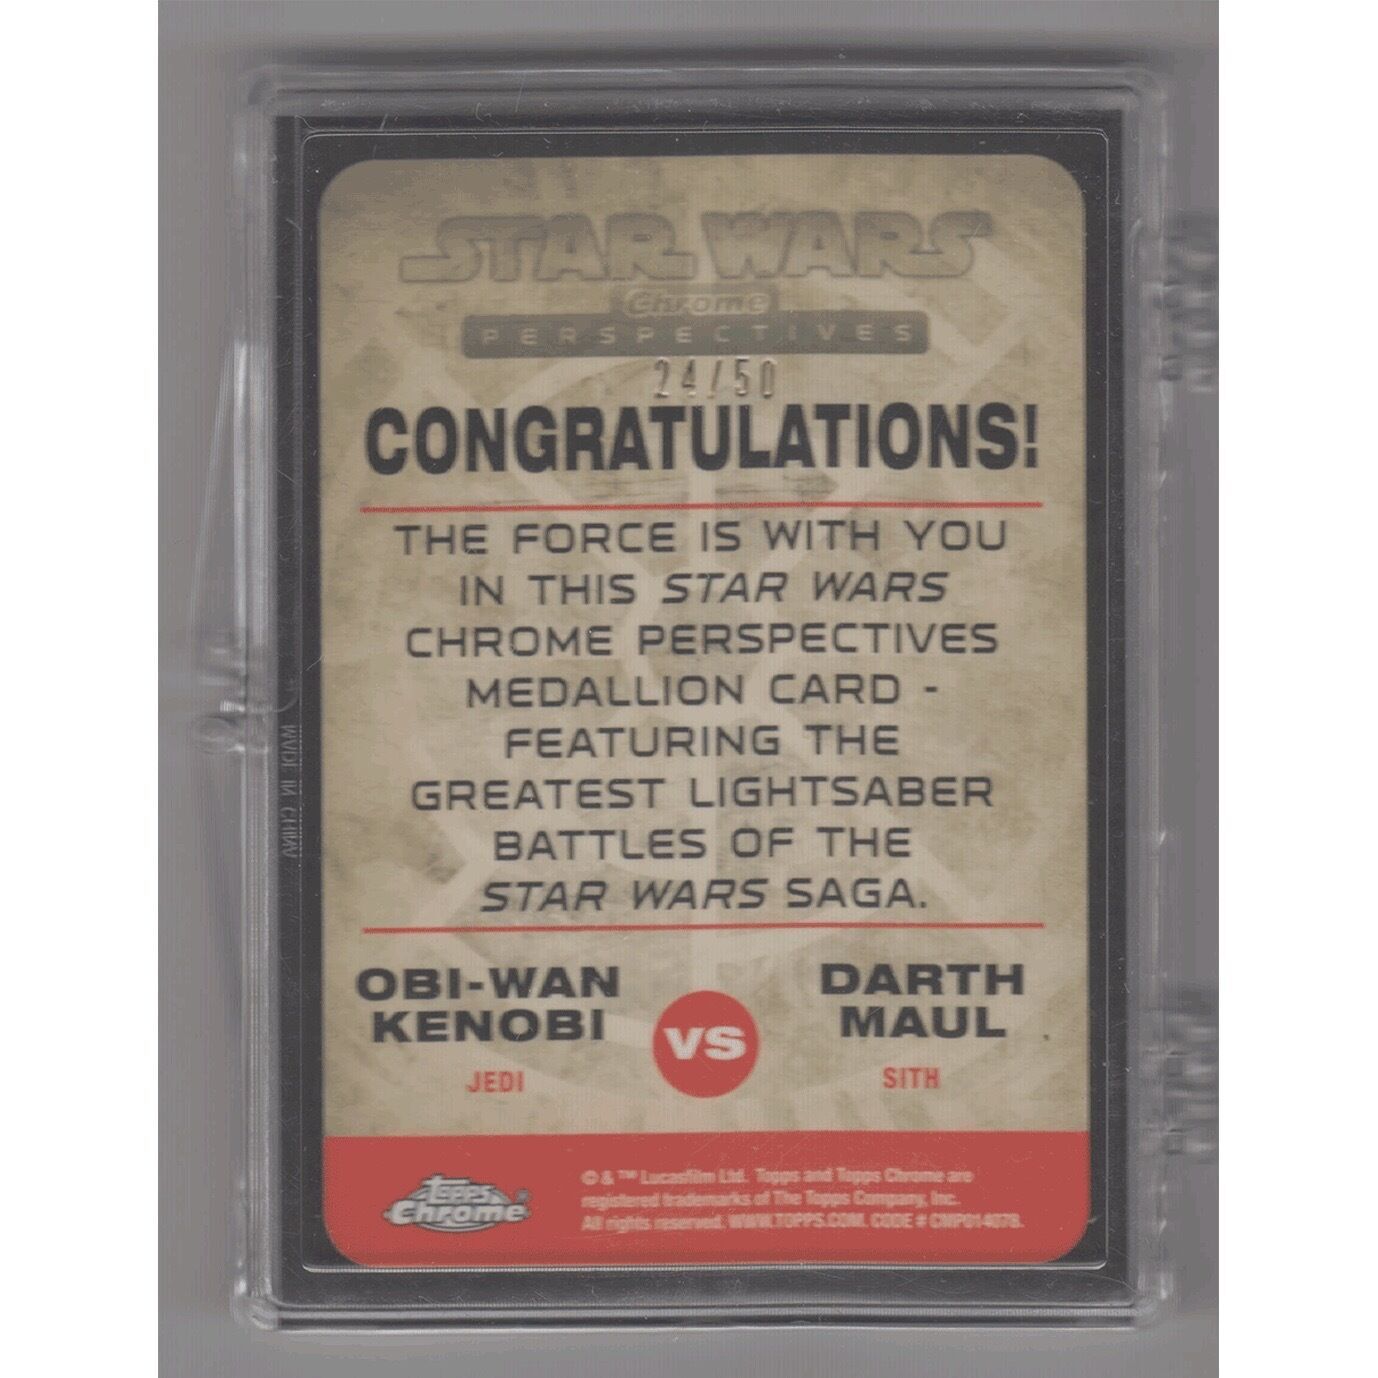 STAR WARS
Chrome
PERSPECTIVES
24/50
CONGRATULATIONS!
THE FORCE IS WITH YOU
IN THIS STAR WARS
CHROME PERSPECTIVES
MEDALLION CARD -
FEATURING THE
GREATEST LIGHTSABER
BATTLES OF THE
STAR WARS SAGA.
OBI-WAN
KENOBI
JEDI
VS
DARTH
MAUL
SITH
TOPPS
Chrome
© & ™ Lucasfilm Ltd. Topps and Topps Chrome are
registered trademarks of The Topps Company, Inc.
All rights reserved. WWW.TOPPS.COM. CODE # CMP014078.
MADE IN CHINA